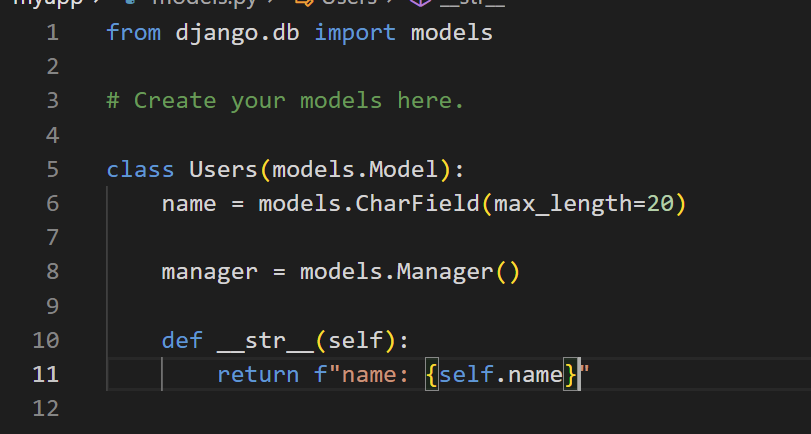 myapp > models.py > Users > __str__
1 from django.db import models
2
3 # Create your models here.
4
5 class Users(models.Model):
6     name = models.CharField(max_length=20)
7
8     manager = models.Manager()
9
10     def __str__(self):
11         return f"name: {self.name}"
12